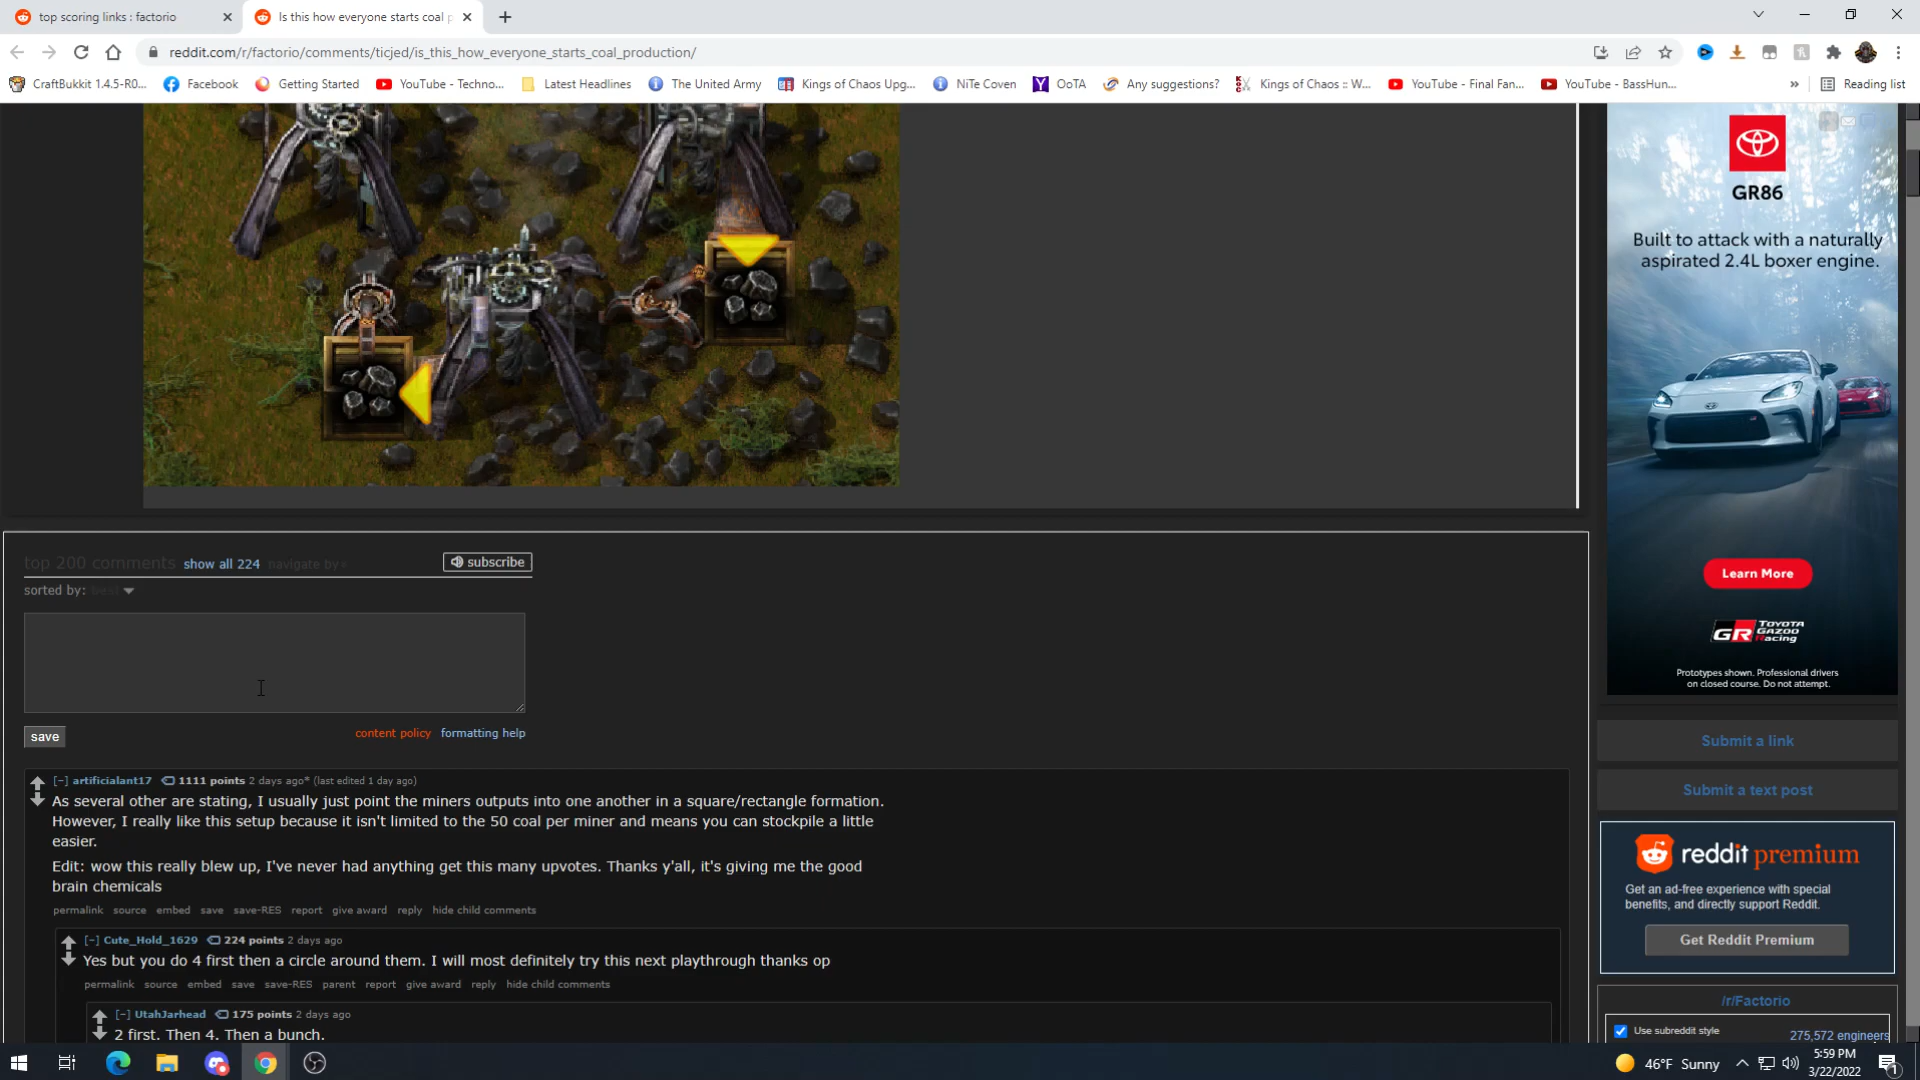 top scoring links : factorio
Is this how everyone starts coal p
reddit.com/r/factorio/comments/ticjed/is_this_how_everyone_starts_coal_production/
CraftBukkit 1.4.5-R0...
Facebook
Getting Started
YouTube - Techno...
Latest Headlines
The United Army
Kings of Chaos Upg...
NiTe Coven
OoTA
Any suggestions?
Kings of Chaos :: W...
YouTube - Final Fan...
YouTube - BassHun...
»
Reading list
GR86
Built to attack with a naturally
aspirated 2.4L boxer engine.
Learn More
GR TOYOTA GAZOO Racing
Prototypes shown. Professional drivers
on closed course. Do not attempt.
top 200 comments show all 224 navigate by
subscribe
sorted by: best
save
content policy formatting help
[-] artificialant17 1111 points 2 days ago* (last edited 1 day ago)
As several other are stating, I usually just point the miners outputs into one another in a square/rectangle formation.
However, I really like this setup because it isn't limited to the 50 coal per miner and means you can stockpile a little
easier.
Edit: wow this really blew up, I've never had anything get this many upvotes. Thanks y'all, it's giving me the good
brain chemicals
permalink source embed save save-RES report give award reply hide child comments
[-] Cute_Hold_1629 224 points 2 days ago
Yes but you do 4 first then a circle around them. I will most definitely try this next playthrough thanks op
permalink source embed save save-RES parent report give award reply hide child comments
[-] UtahJarhead 175 points 2 days ago
2 first. Then 4. Then a bunch.
Submit a link
Submit a text post
reddit premium
Get an ad-free experience with special
benefits, and directly support Reddit.
Get Reddit Premium
/r/Factorio
Use subreddit style
275,572 engineers
46°F Sunny
5:59 PM
3/22/2022
1